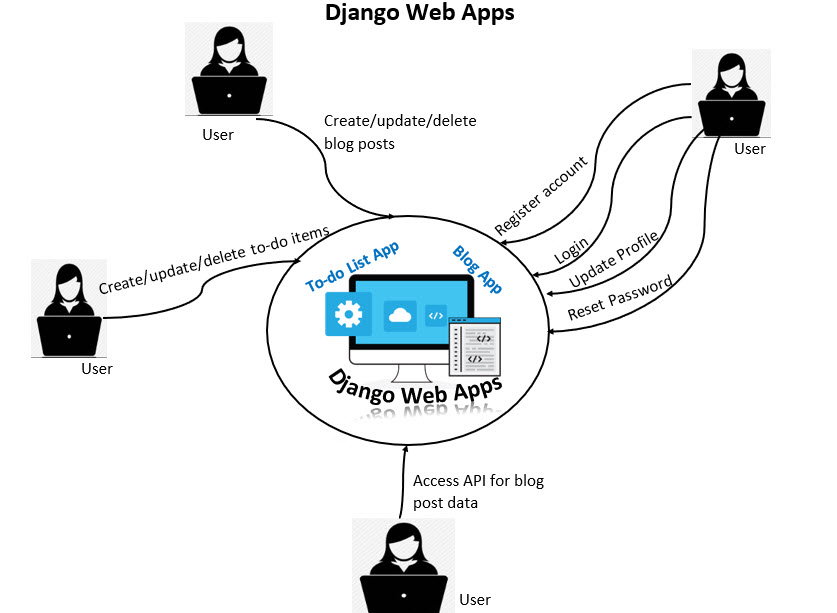 Django Web Apps
User
Create/update/delete
blog posts
User
Register account
Login
Update Profile
Reset Password
Create/update/delete to-do items
User
To-do List App
Blog App
</>
</>
</>
Django Web Apps
Access API for blog
post data
User